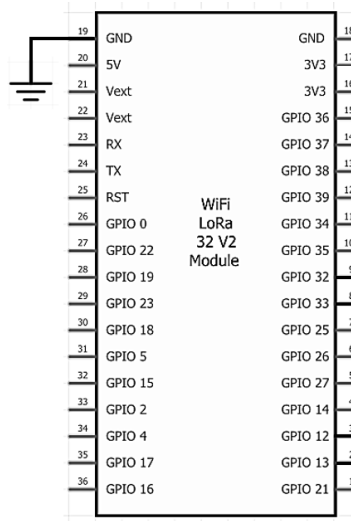 19 GND GND 18
20 5V 3V3 17
21 Vext 3V3 16
22 Vext GPIO 36 15
23 RX GPIO 37 14
24 TX GPIO 38 13
25 RST GPIO 39 12
26 GPIO 0 GPIO 34 11
27 GPIO 22 GPIO 35 10
28 GPIO 19 GPIO 32
29 GPIO 23 GPIO 33
30 GPIO 18 GPIO 25
31 GPIO 5 GPIO 26
32 GPIO 15 GPIO 27
33 GPIO 2 GPIO 14
34 GPIO 4 GPIO 12
35 GPIO 17 GPIO 13
36 GPIO 16 GPIO 21
WiFi
LoRa
32 V2
Module